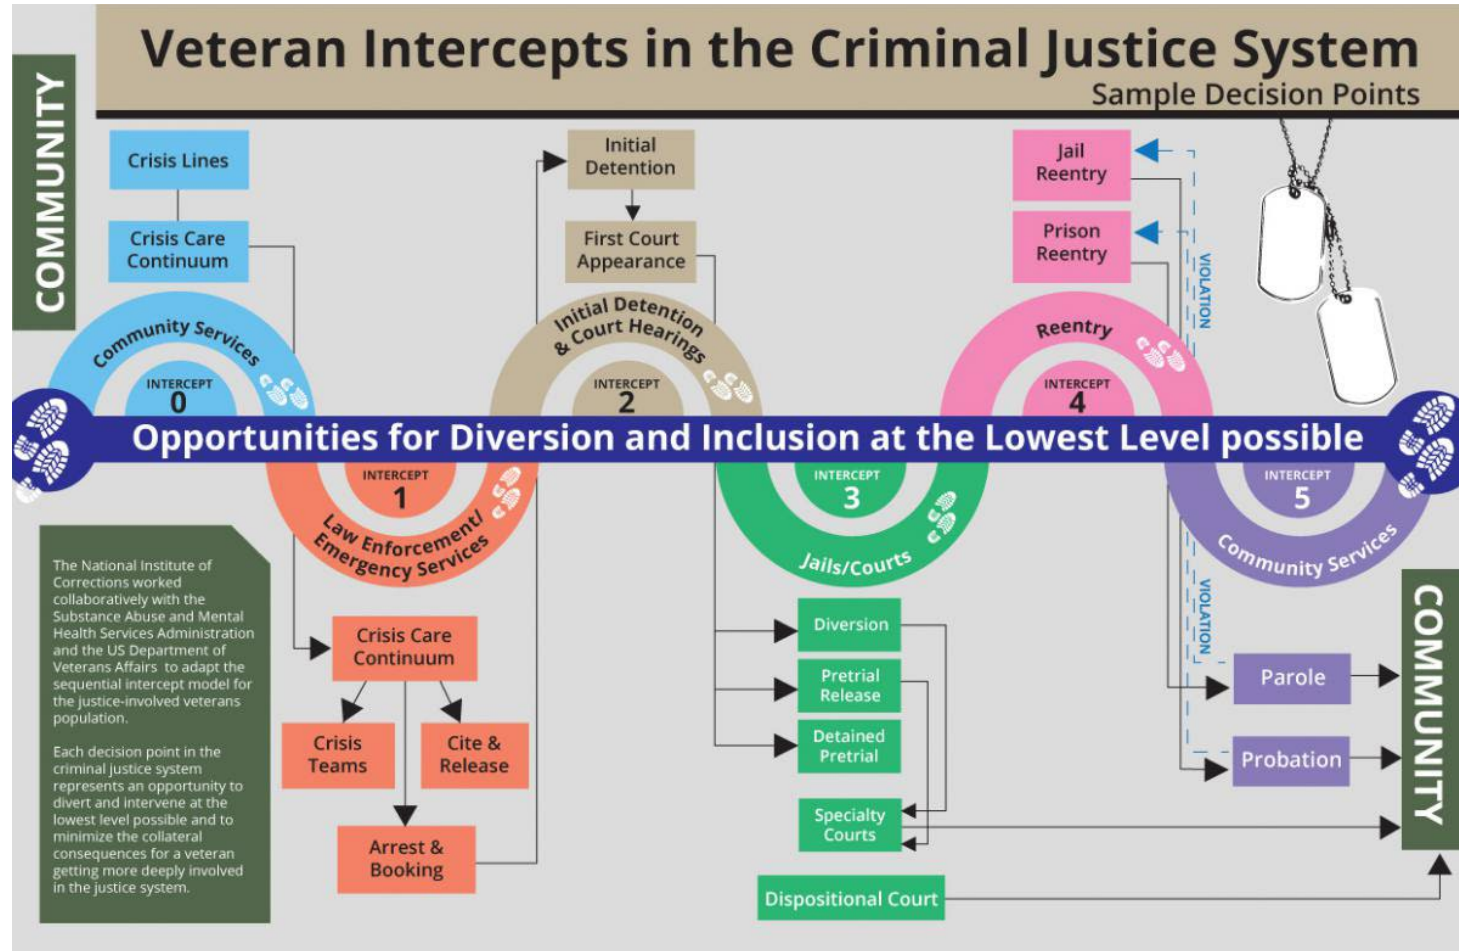 Veteran Intercepts in the Criminal Justice System
Sample Decision Points
COMMUNITY
Crisis Lines
Crisis Care
Continuum
Community Services
INTERCEPT
0
Initial
Detention
First Court
Appearance
Initial Detention
& Court Hearings
INTERCEPT
2
Jail
Reentry
Prison
Reentry
VIOLATION
Reentry
INTERCEPT
4
Opportunities for Diversion and Inclusion at the Lowest Level possible
INTERCEPT
1
Law Enforcement/
Emergency Services
Crisis Care
Continuum
Crisis
Teams
Cite &
Release
Arrest &
Booking
INTERCEPT
3
Jails/Courts
Diversion
Pretrial
Release
Detained
Pretrial
Specialty
Courts
Dispositional Court
INTERCEPT
5
Community Services
VIOLATION
Parole
Probation
COMMUNITY
The National Institute of
Corrections worked
collaboratively with the
Substance Abuse and Mental
Health Services Administration
and the US Department of
Veterans Affairs to adapt the
sequential intercept model for
the justice-involved veterans
population.
Each decision point in the
criminal justice system
represents an opportunity to
divert and intervene at the
lowest level possible and to
minimize the collateral
consequences for a veteran
getting more deeply involved
in the justice system.